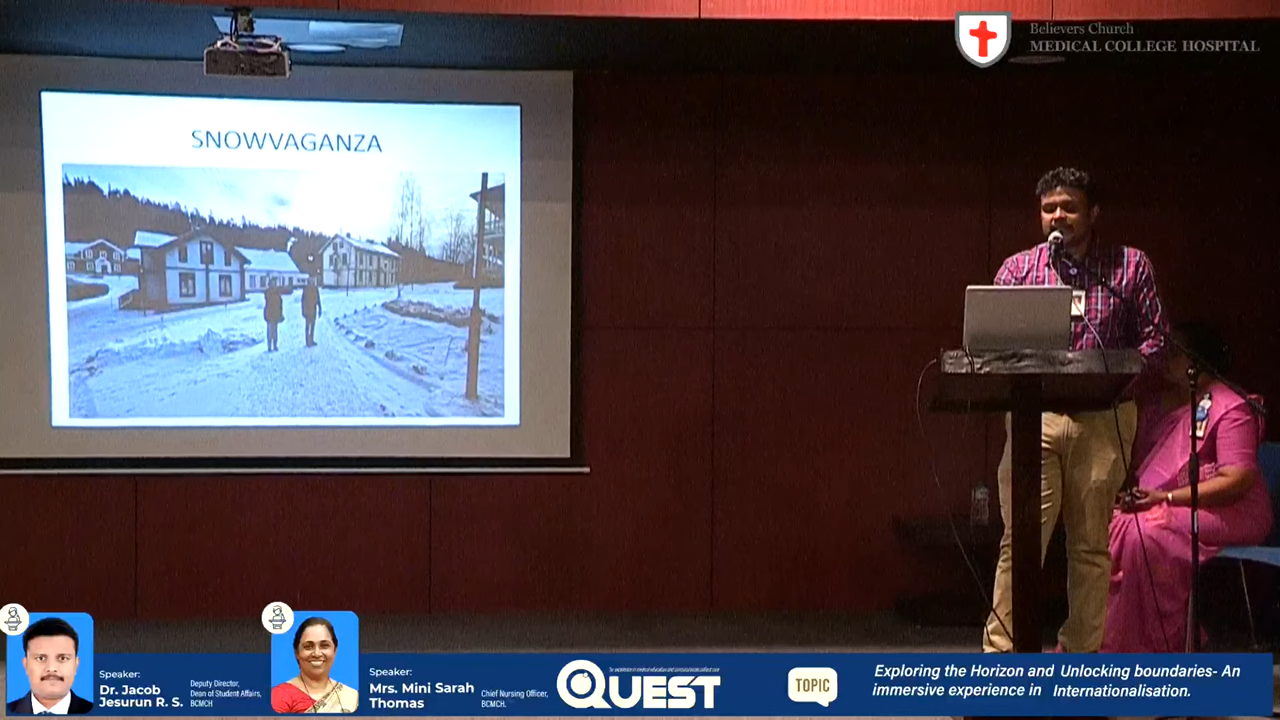 Believers Church
MEDICAL COLLEGE HOSPITAL
SNOWVAGANZA
Speaker:
Dr. Jacob
Jesurun R. S.
Deputy Director,
Dean of Student Affairs,
BCMCH
Speaker:
Mrs. Mini Sarah
Thomas
Chief Nursing Officer,
BCMCH.
QUEST
TOPIC
Exploring the Horizon and Unlocking boundaries- An
immersive experience in Internationalisation.